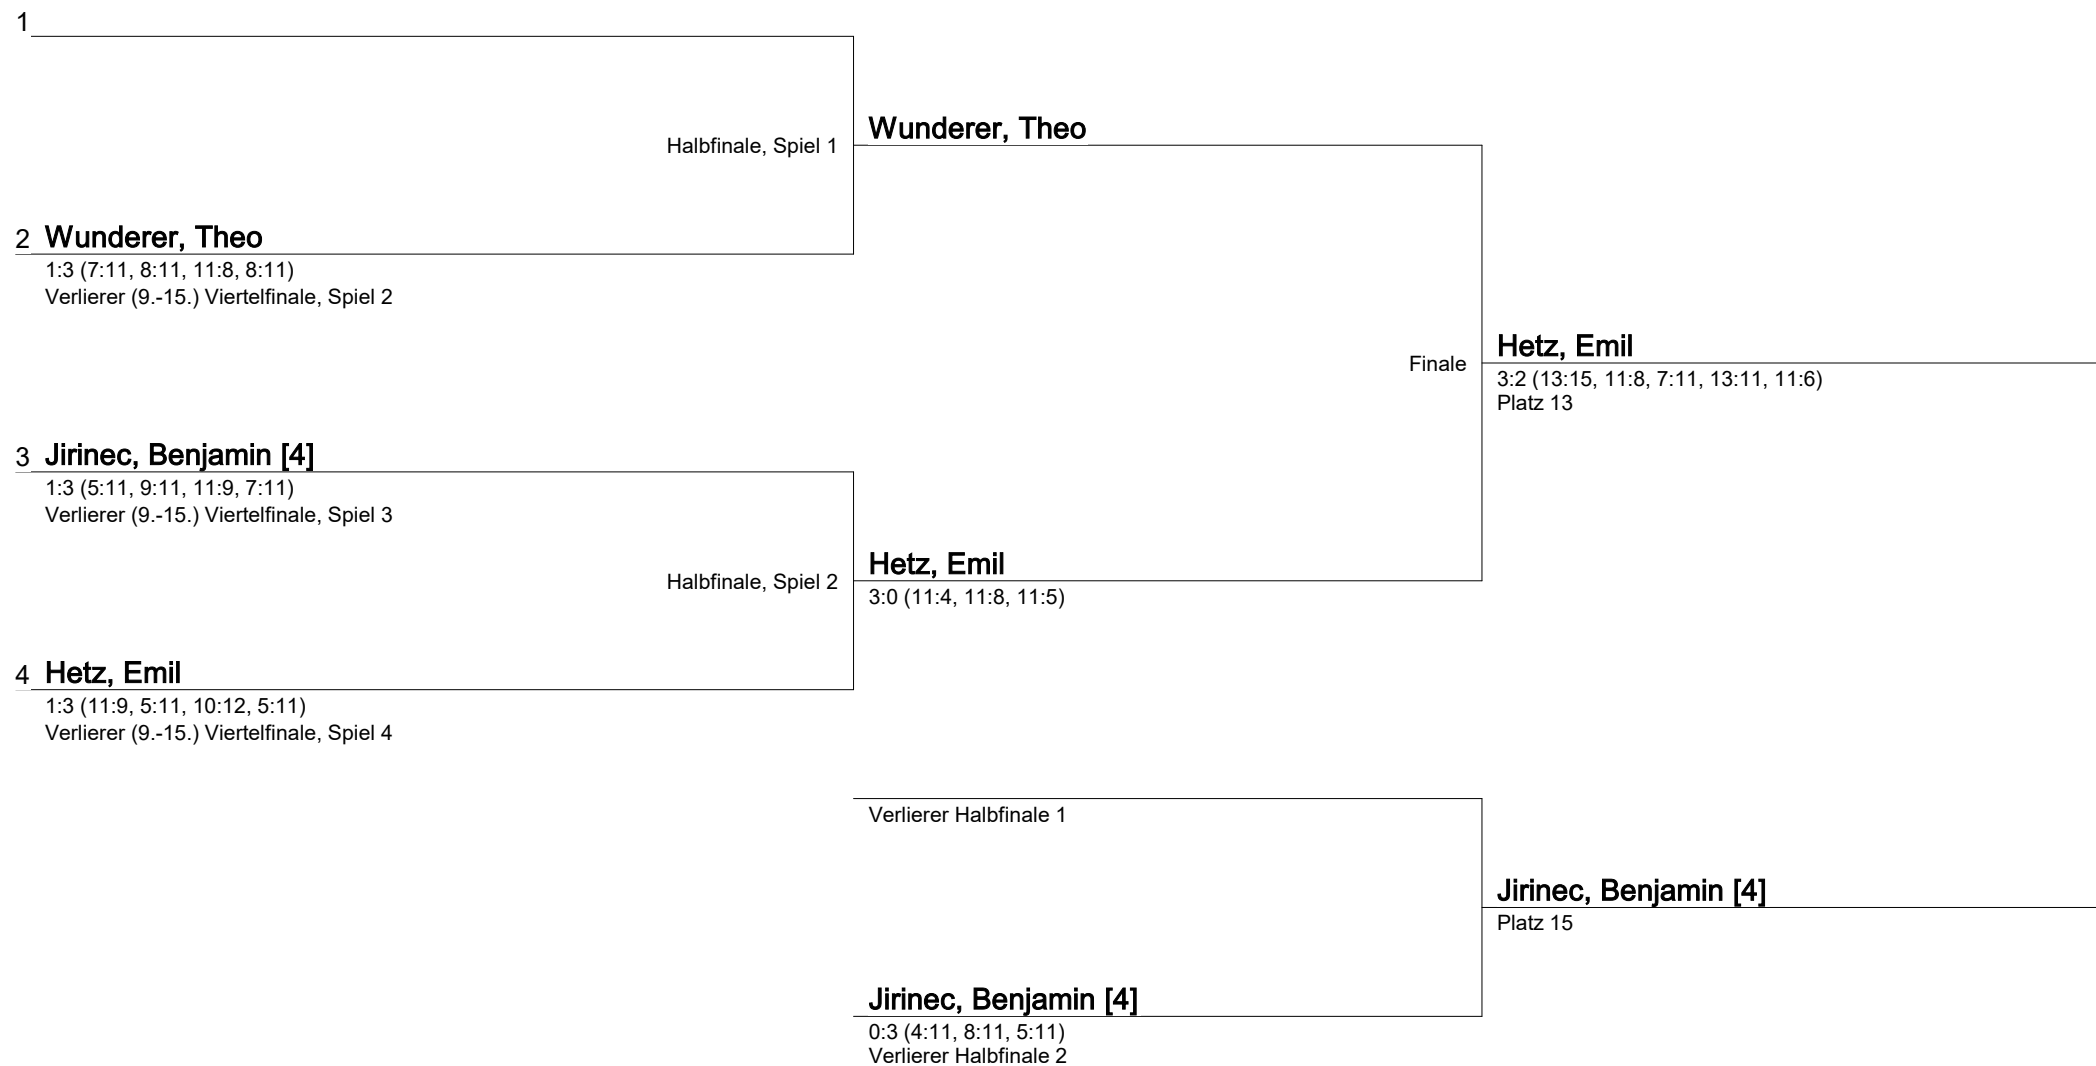 1
Wunderer, Theo
Halbfinale, Spiel 1
2 Wunderer, Theo
1:3 (7:11, 8:11, 11:8, 8:11)
Verlierer (9.-15.) Viertelfinale, Spiel 2
Hetz, Emil
Finale
3:2 (13:15, 11:8, 7:11, 13:11, 11:6)
Platz 13
3 Jirinec, Benjamin [4]
1:3 (5:11, 9:11, 11:9, 7:11)
Verlierer (9.-15.) Viertelfinale, Spiel 3
Hetz, Emil
Halbfinale, Spiel 2
3:0 (11:4, 11:8, 11:5)
4 Hetz, Emil
1:3 (11:9, 5:11, 10:12, 5:11)
Verlierer (9.-15.) Viertelfinale, Spiel 4
Verlierer Halbfinale 1
Jirinec, Benjamin [4]
Platz 15
Jirinec, Benjamin [4]
0:3 (4:11, 8:11, 5:11)
Verlierer Halbfinale 2